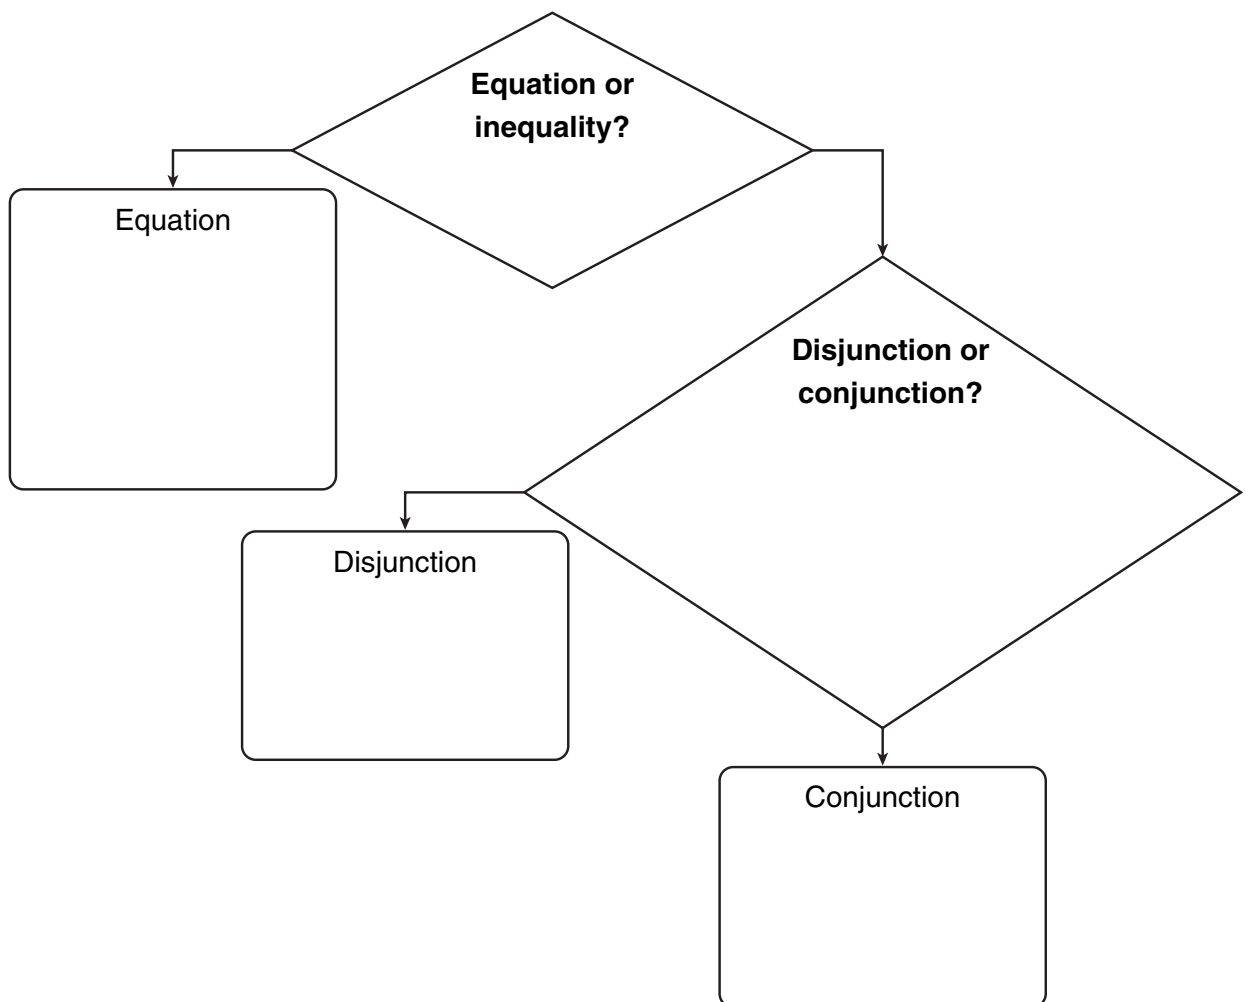 Equation or
inequality?
Equation
Disjunction or
conjunction?
Disjunction
Conjunction